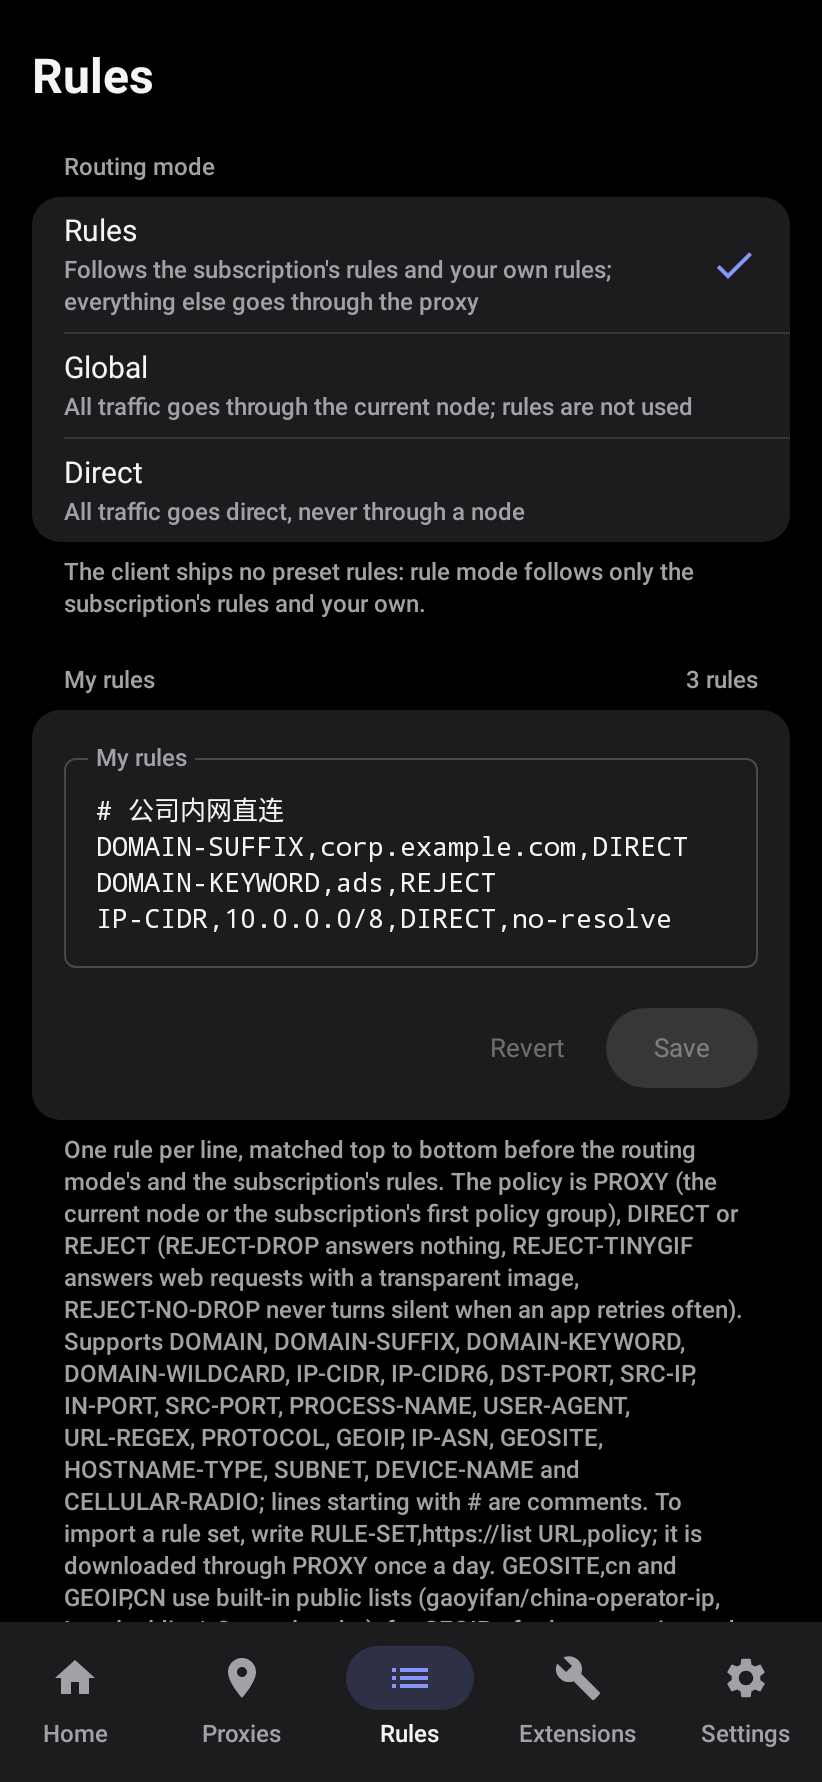 Rules
Routing mode
Rules
Follows the subscription's rules and your own rules;
everything else goes through the proxy
Global
All traffic goes through the current node; rules are not used
Direct
All traffic goes direct, never through a node
The client ships no preset rules: rule mode follows only the
subscription's rules and your own.
My rules
3 rules
My rules
# 公司内网直连
DOMAIN-SUFFIX,corp.example.com,DIRECT
DOMAIN-KEYWORD,ads,REJECT
IP-CIDR,10.0.0.0/8,DIRECT,no-resolve
Revert
Save
One rule per line, matched top to bottom before the routing
mode's and the subscription's rules. The policy is PROXY (the
current node or the subscription's first policy group), DIRECT or
REJECT (REJECT-DROP answers nothing, REJECT-TINYGIF
answers web requests with a transparent image,
REJECT-NO-DROP never turns silent when an app retries often).
Supports DOMAIN, DOMAIN-SUFFIX, DOMAIN-KEYWORD,
DOMAIN-WILDCARD, IP-CIDR, IP-CIDR6, DST-PORT, SRC-IP,
IN-PORT, SRC-PORT, PROCESS-NAME, USER-AGENT,
URL-REGEX, PROTOCOL, GEOIP, IP-ASN, GEOSITE,
HOSTNAME-TYPE, SUBNET, DEVICE-NAME and
CELLULAR-RADIO; lines starting with # are comments. To
import a rule set, write RULE-SET,https://list URL,policy; it is
downloaded through PROXY once a day. GEOSITE,cn and
GEOIP,CN use built-in public lists (gaoyifan/china-operator-ip,
Home
Proxies
Rules
Extensions
Settings